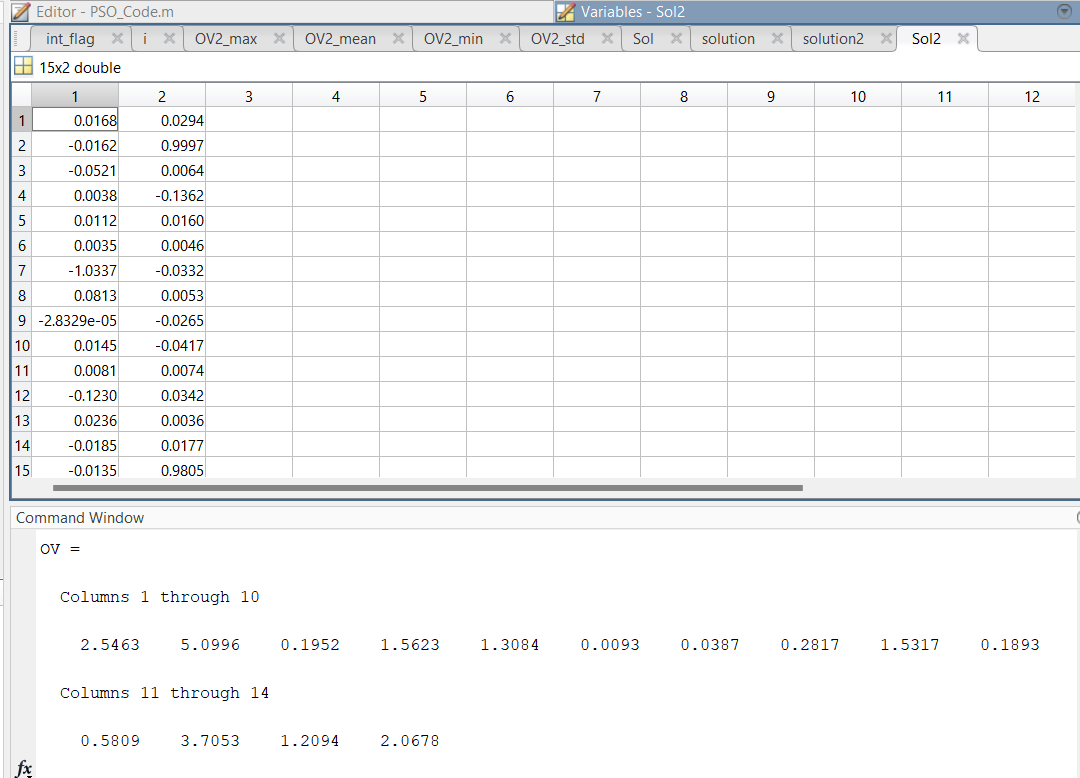 Editor - PSO_Code.m Variables - Sol2
int_flag i OV2_max OV2_mean OV2_min OV2_std Sol solution solution2 Sol2
15x2 double
1 2 3 4 5 6 7 8 9 10 11 12
1 0.0168 0.0294
2 -0.0162 0.9997
3 -0.0521 0.0064
4 0.0038 -0.1362
5 0.0112 0.0160
6 0.0035 0.0046
7 -1.0337 -0.0332
8 0.0813 0.0053
9 -2.8329e-05 -0.0265
10 0.0145 -0.0417
11 0.0081 0.0074
12 -0.1230 0.0342
13 0.0236 0.0036
14 -0.0185 0.0177
15 -0.0135 0.9805
Command Window
OV =
Columns 1 through 10
2.5463 5.0996 0.1952 1.5623 1.3084 0.0093 0.0387 0.2817 1.5317 0.1893
Columns 11 through 14
0.5809 3.7053 1.2094 2.0678
fx